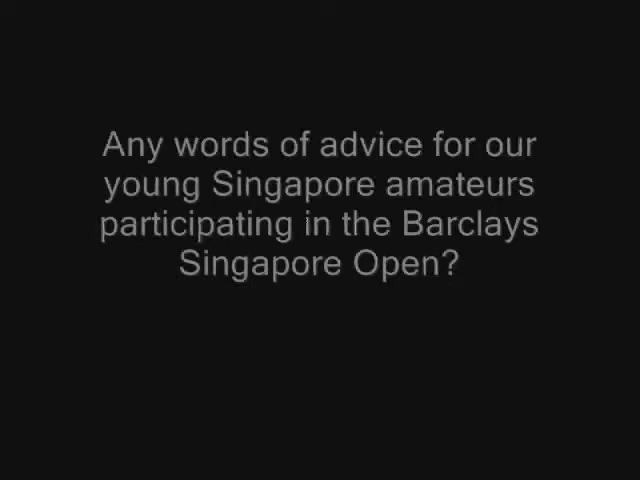 Any words of advice for our
young Singapore amateurs
participating in the Barclays
Singapore Open?